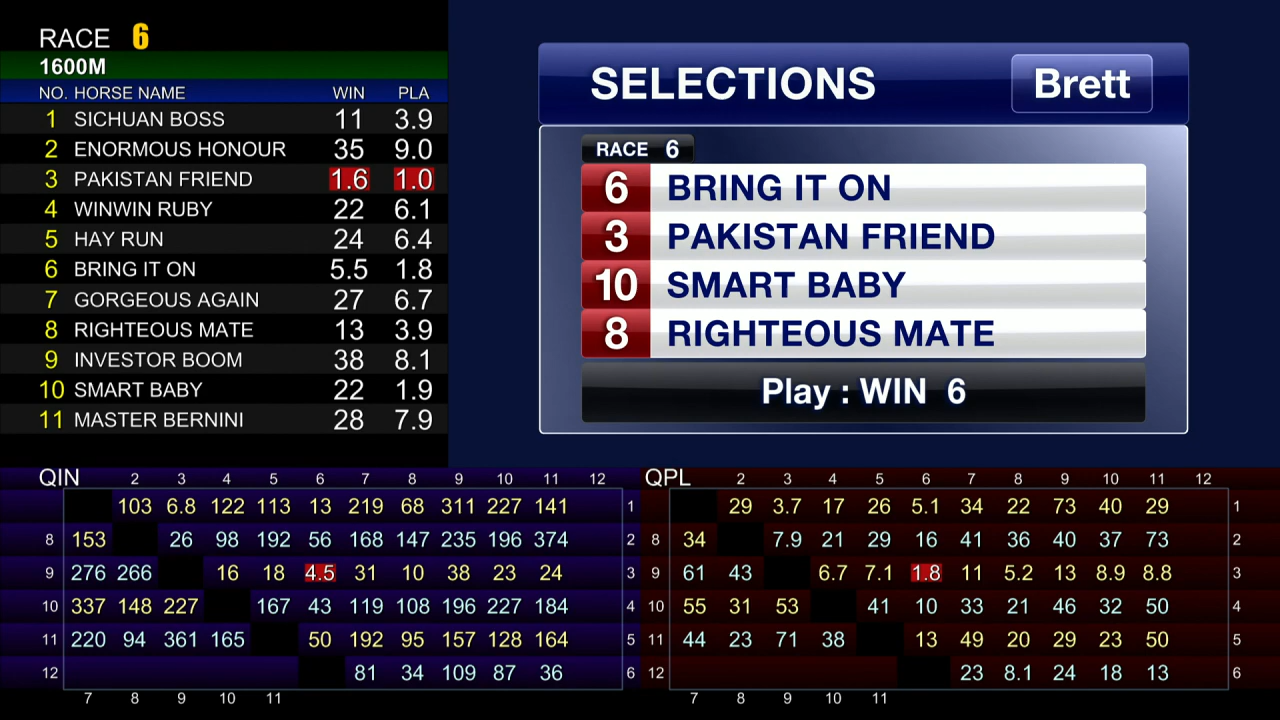 RACE 6
1600M
NO. HORSE NAME WIN PLA
1 SICHUAN BOSS 11 3.9
2 ENORMOUS HONOUR 35 9.0
3 PAKISTAN FRIEND 1.6 1.0
4 WINWIN RUBY 22 6.1
5 HAY RUN 24 6.4
6 BRING IT ON 5.5 1.8
7 GORGEOUS AGAIN 27 6.7
8 RIGHTEOUS MATE 13 3.9
9 INVESTOR BOOM 38 8.1
10 SMART BABY 22 1.9
11 MASTER BERNINI 28 7.9
SELECTIONS Brett
RACE 6
6 BRING IT ON
3 PAKISTAN FRIEND
10 SMART BABY
8 RIGHTEOUS MATE
Play : WIN 6
QIN 2 3 4 5 6 7 8 9 10 11 12
103 6.8 122 113 13 219 68 311 227 141 1
8 153 26 98 192 56 168 147 235 196 374 2
9 276 266 16 18 4.5 31 10 38 23 24 3
10 337 148 227 167 43 119 108 196 227 184 4
11 220 94 361 165 50 192 95 157 128 164 5
12 81 34 109 87 36 6
7 8 9 10 11
QPL 2 3 4 5 6 7 8 9 10 11 12
29 3.7 17 26 5.1 34 22 73 40 29 1
8 34 7.9 21 29 16 41 36 40 37 73 2
9 61 43 6.7 7.1 1.8 11 5.2 13 8.9 8.8 3
10 55 31 53 41 10 33 21 46 32 50 4
11 44 23 71 38 13 49 20 29 23 50 5
12 23 8.1 24 18 13 6
7 8 9 10 11